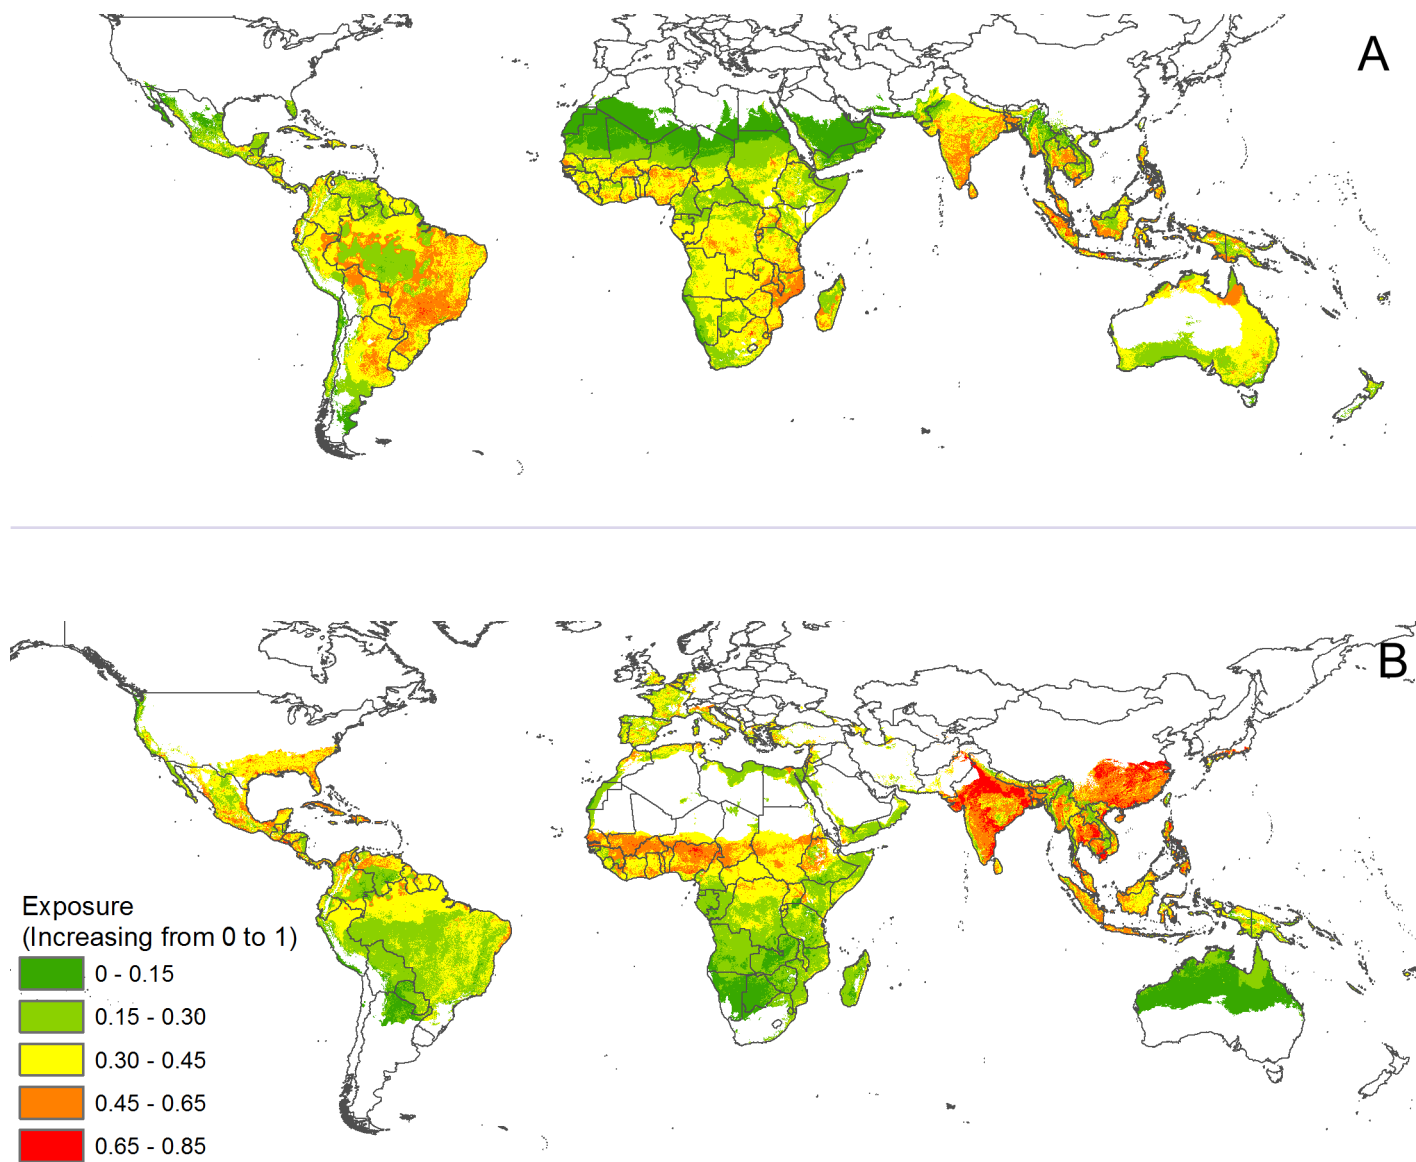 A
B
Exposure
(Increasing from 0 to 1)
0 - 0.15
0.15 - 0.30
0.30 - 0.45
0.45 - 0.65
0.65 - 0.85